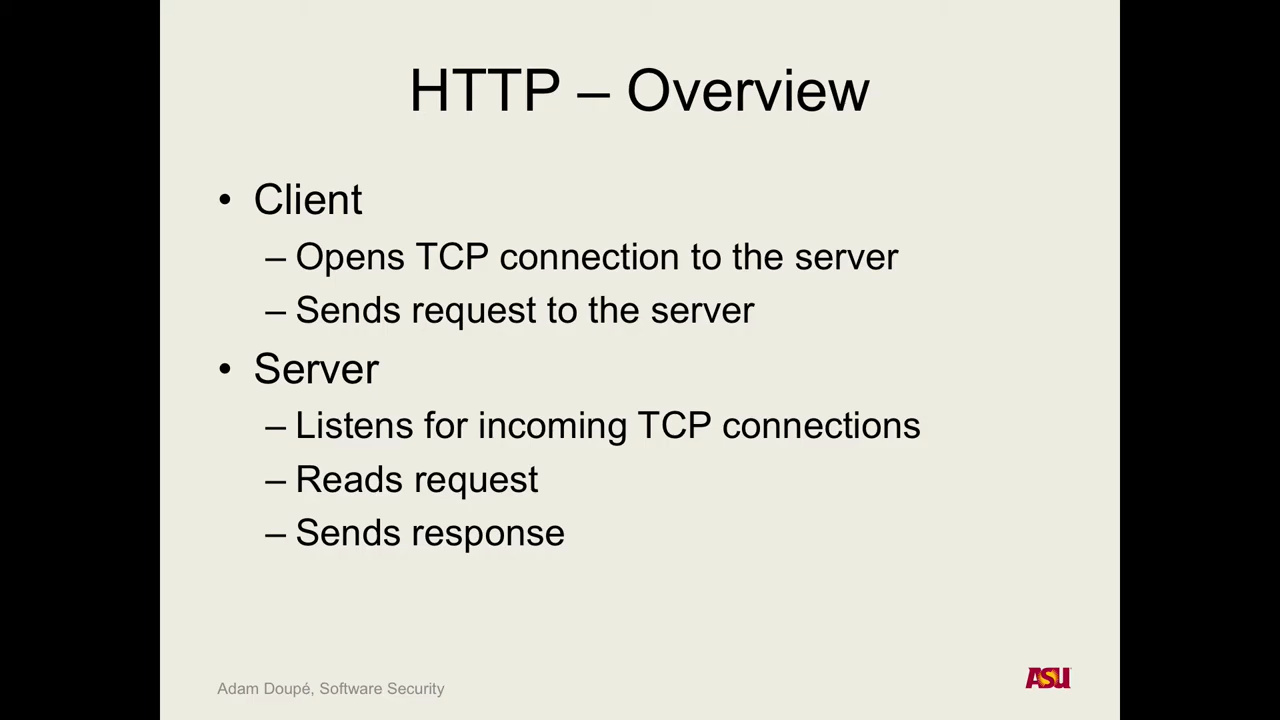 HTTP – Overview
• Client
– Opens TCP connection to the server
– Sends request to the server
• Server
– Listens for incoming TCP connections
– Reads request
– Sends response
Adam Doupé, Software Security
ASU